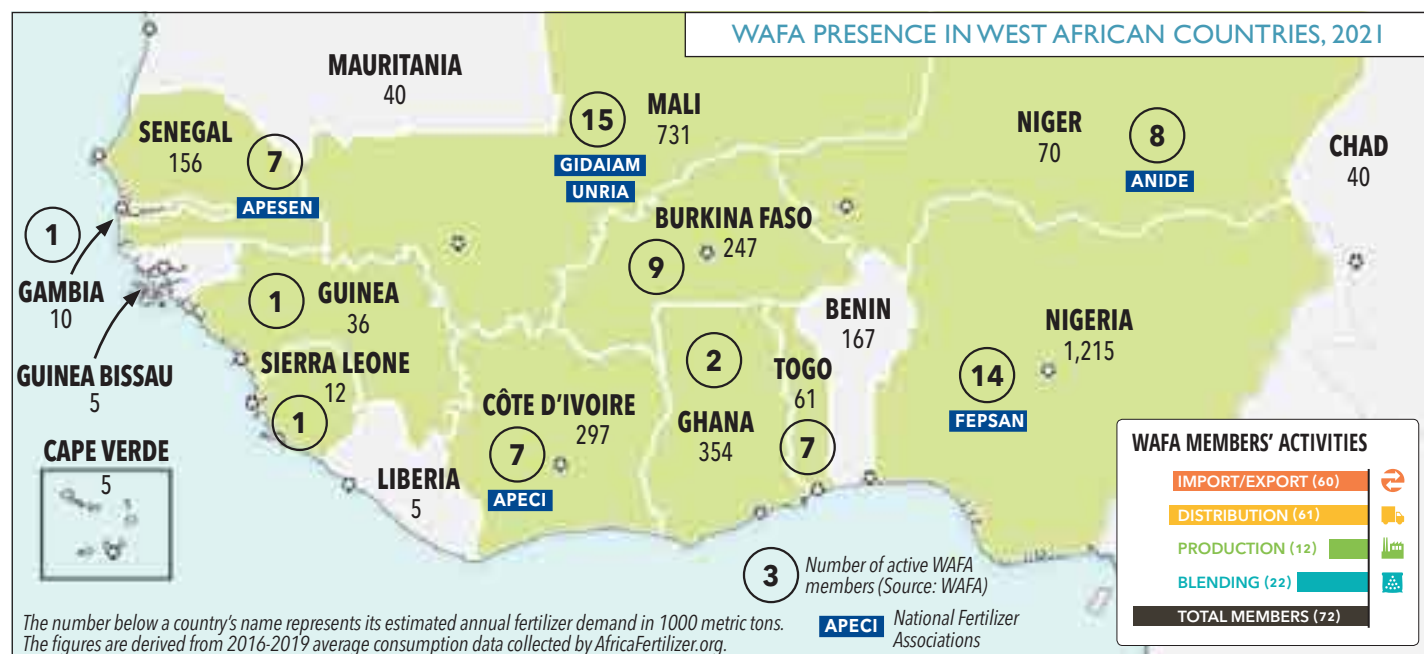 WAFA PRESENCE IN WEST AFRICAN COUNTRIES, 2021
MAURITANIA
40
SENEGAL
156
7
APESEN
15
MALI
731
GIDAIAM
UNRIA
NIGER
70
8
ANIDE
CHAD
40
1
GAMBIA
10
BURKINA FASO
247
9
1
GUINEA
36
GUINEA BISSAU
5
SIERRA LEONE
12
1
BENIN
167
NIGERIA
1,215
14
FEPSAN
2
GHANA
354
TOGO
61
7
CÔTE D'IVOIRE
297
7
APECI
LIBERIA
5
CAPE VERDE
5
WAFA MEMBERS' ACTIVITIES
IMPORT/EXPORT (60)
DISTRIBUTION (61)
PRODUCTION (12)
BLENDING (22)
TOTAL MEMBERS (72)
3
Number of active WAFA
members (Source: WAFA)
APECI
National Fertilizer
Associations
The number below a country's name represents its estimated annual fertilizer demand in 1000 metric tons.
The figures are derived from 2016-2019 average consumption data collected by AfricaFertilizer.org.